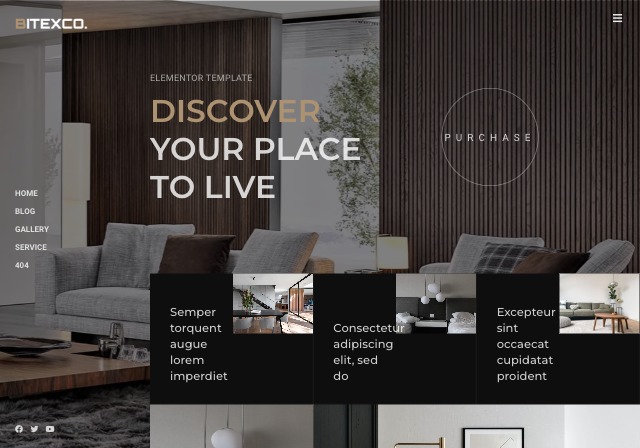 BITEXCO.
ELEMENTOR TEMPLATE
DISCOVER
YOUR PLACE
TO LIVE
PURCHASE
HOME
BLOG
GALLERY
SERVICE
404
Semper
torquent
augue
lorem
imperdiet
Consectetur
adipiscing
elit, sed
do
Excepteur
sint
occaecat
cupidatat
proident